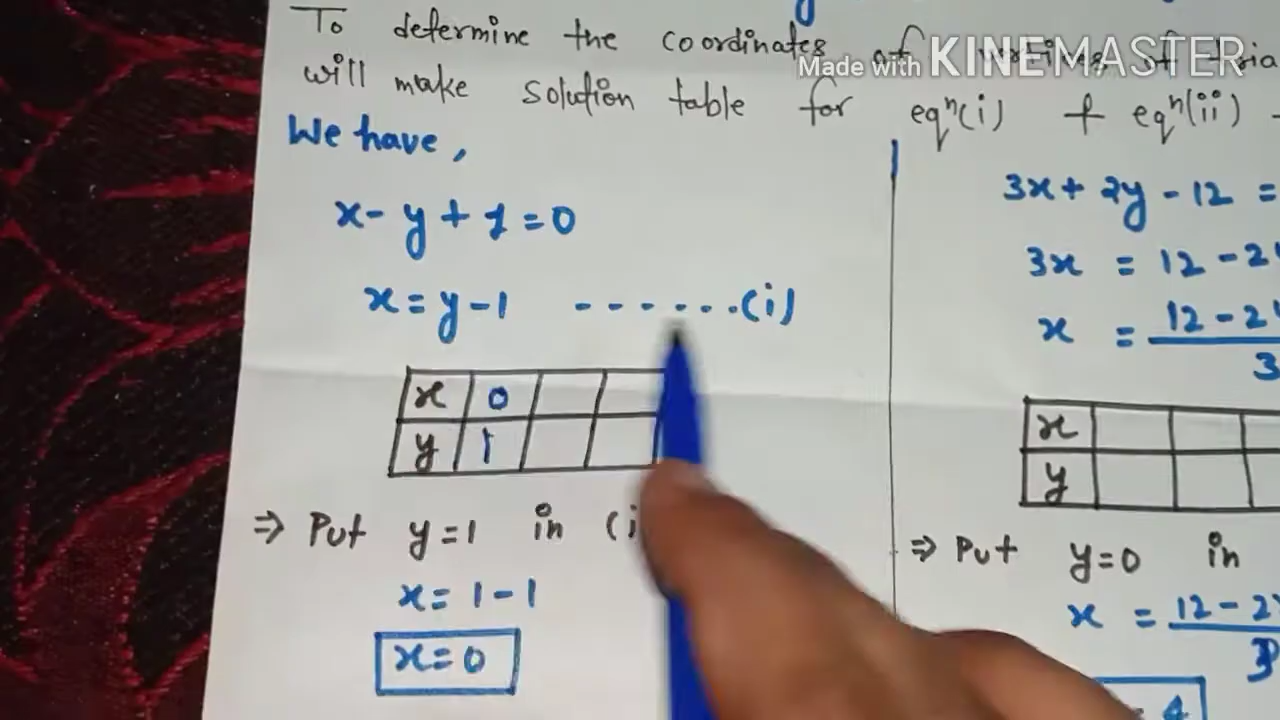 To determine the coordinates of
Made with KINEMASTER
will make solution table for eqⁿ(i) + eqⁿ(ii)
We have,
x - y + 1 = 0
x = y - 1 ------(i)
x 0
y 1
⇒ Put y = 1 in (i
x = 1 - 1
x = 0
3x + 2y - 12 =
3x = 12 - 2
x = 12 - 2
3
x
y
⇒ Put y = 0 in
x = 12 - 2
3
= 4